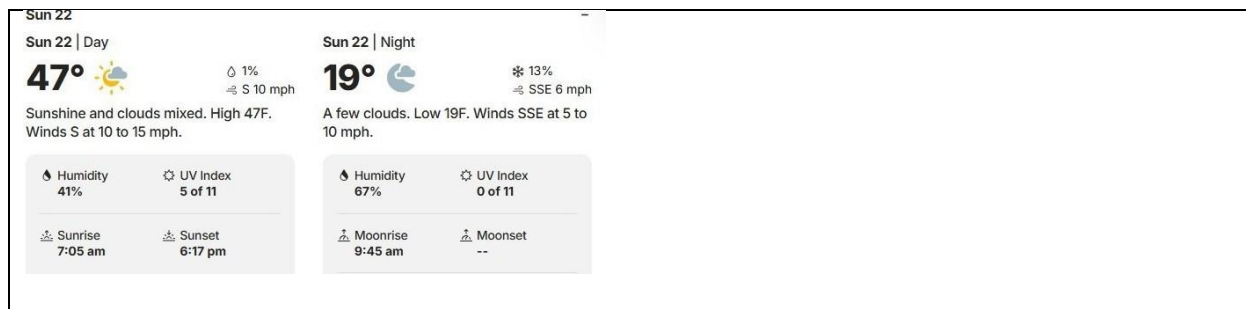 Sun 22
Sun 22 | Day
47°
1%
S 10 mph
Sunshine and clouds mixed. High 47F.
Winds S at 10 to 15 mph.
Humidity
41%
UV Index
5 of 11
Sunrise
7:05 am
Sunset
6:17 pm
Sun 22 | Night
19°
13%
SSE 6 mph
A few clouds. Low 19F. Winds SSE at 5 to
10 mph.
Humidity
67%
UV Index
0 of 11
Moonrise
9:45 am
Moonset
--